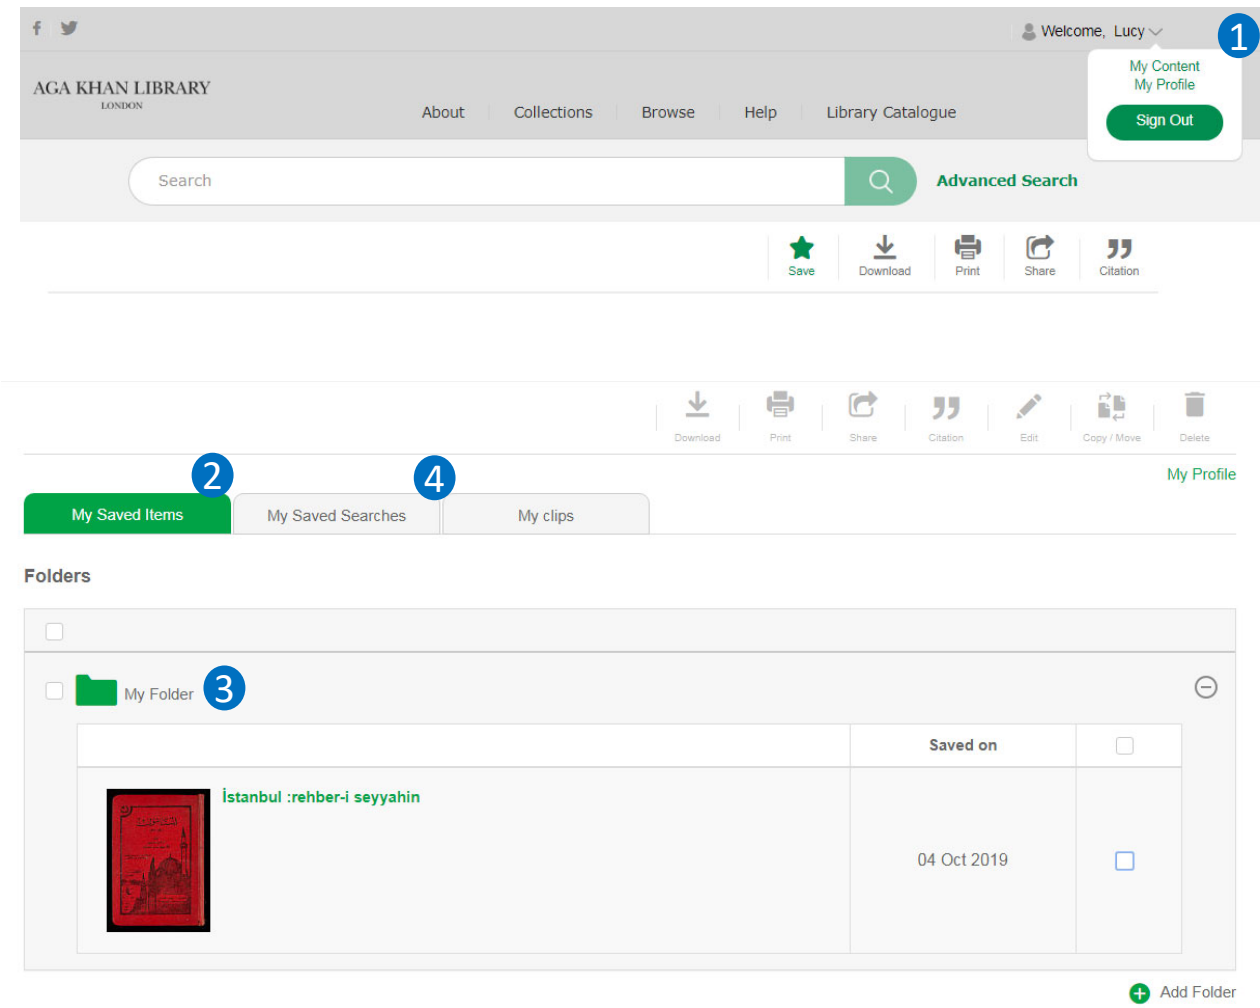 f
Welcome, Lucy
1
My Content
My Profile
Sign Out
AGA KHAN LIBRARY
LONDON
About
Collections
Browse
Help
Library Catalogue
Search
Advanced Search
Save
Download
Print
Share
Citation
Download
Print
Share
Citation
Edit
Copy / Move
Delete
My Profile
2
4
My Saved Items
My Saved Searches
My clips
Folders
My Folder
3
Saved on
İstanbul :rehber-i seyyahin
04 Oct 2019
Add Folder